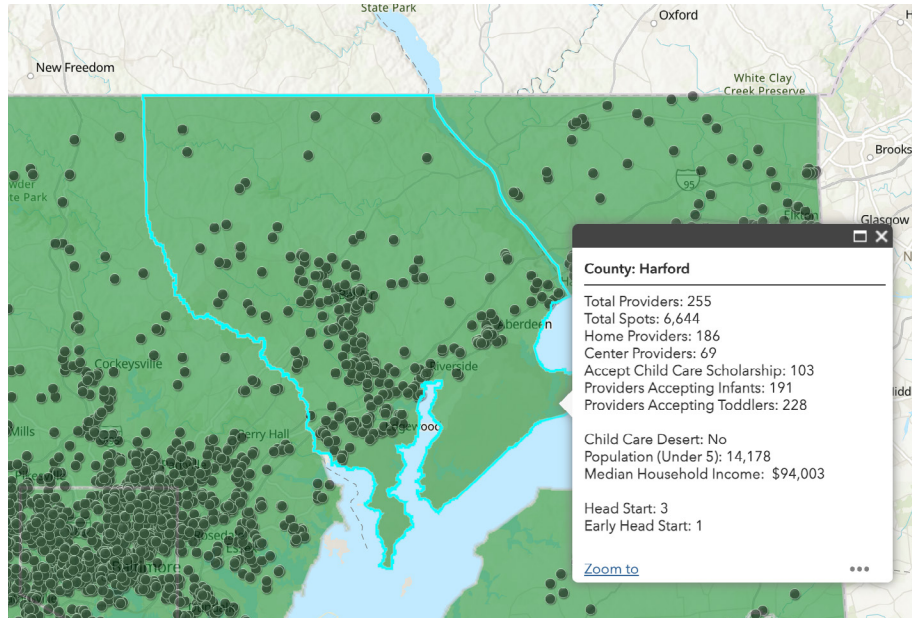 State Park
Oxford
New Freedom
White Clay
Creek Preserve
Brooks
95
Elkton
Glasgow
County: Harford
Total Providers: 255
Total Spots: 6,644
Home Providers: 186
Center Providers: 69
Accept Child Care Scholarship: 103
Providers Accepting Infants: 191
Providers Accepting Toddlers: 228
Child Care Desert: No
Population (Under 5): 14,178
Median Household Income: $94,003
Head Start: 3
Early Head Start: 1
Zoom to
Aberdeen
Riverside
Cockeysville
Mills
Perry Hall
Baltimore